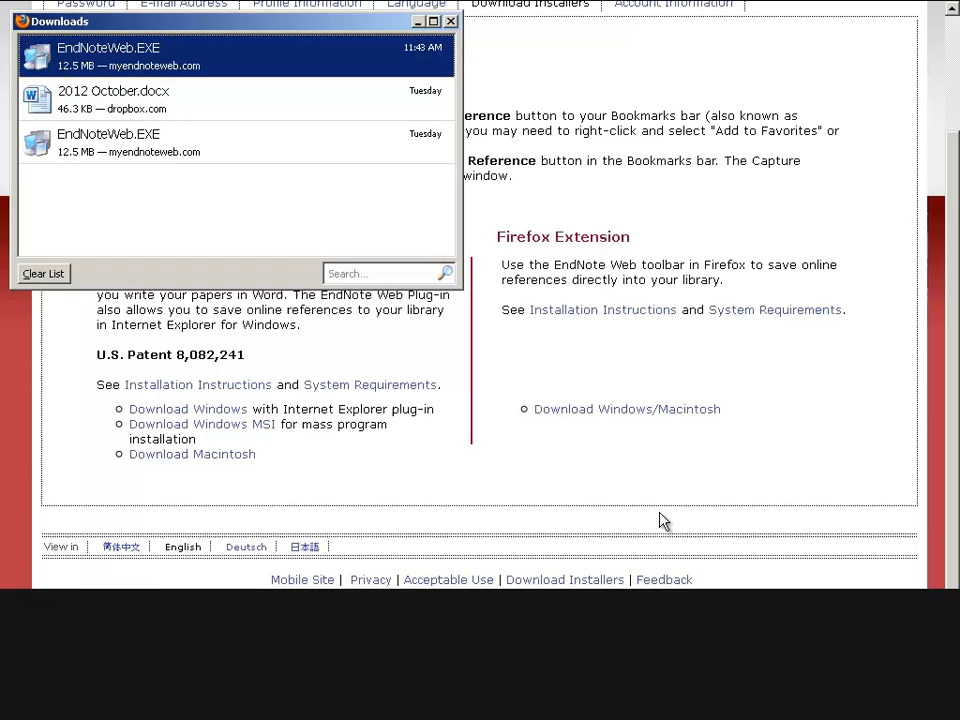 Password E-mail Address Profile Information Language Download Installers Account Information
Downloads
EndNoteWeb.EXE 11:43 AM
12.5 MB — myendnoteweb.com
2012 October.docx Tuesday
46.3 KB — dropbox.com
EndNoteWeb.EXE Tuesday
12.5 MB — myendnoteweb.com
Clear List Search...
erence button to your Bookmarks bar (also known as
you may need to right-click and select "Add to Favorites" or
Reference button in the Bookmarks bar. The Capture
window.
you write your papers in Word. The EndNote Web Plug-in
also allows you to save online references to your library
in Internet Explorer for Windows.
U.S. Patent 8,082,241
See Installation Instructions and System Requirements.
Download Windows with Internet Explorer plug-in
Download Windows MSI for mass program
installation
Download Macintosh
Firefox Extension
Use the EndNote Web toolbar in Firefox to save online
references directly into your library.
See Installation Instructions and System Requirements.
Download Windows/Macintosh
View in 简体中文 English Deutsch 日本語
Mobile Site | Privacy | Acceptable Use | Download Installers | Feedback